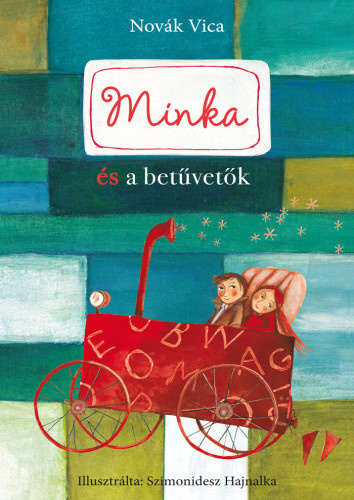 Novák Vica
Minka
és a betűvetők
U B W A G
E O N
Illusztrálta: Szimonidesz Hajnalka